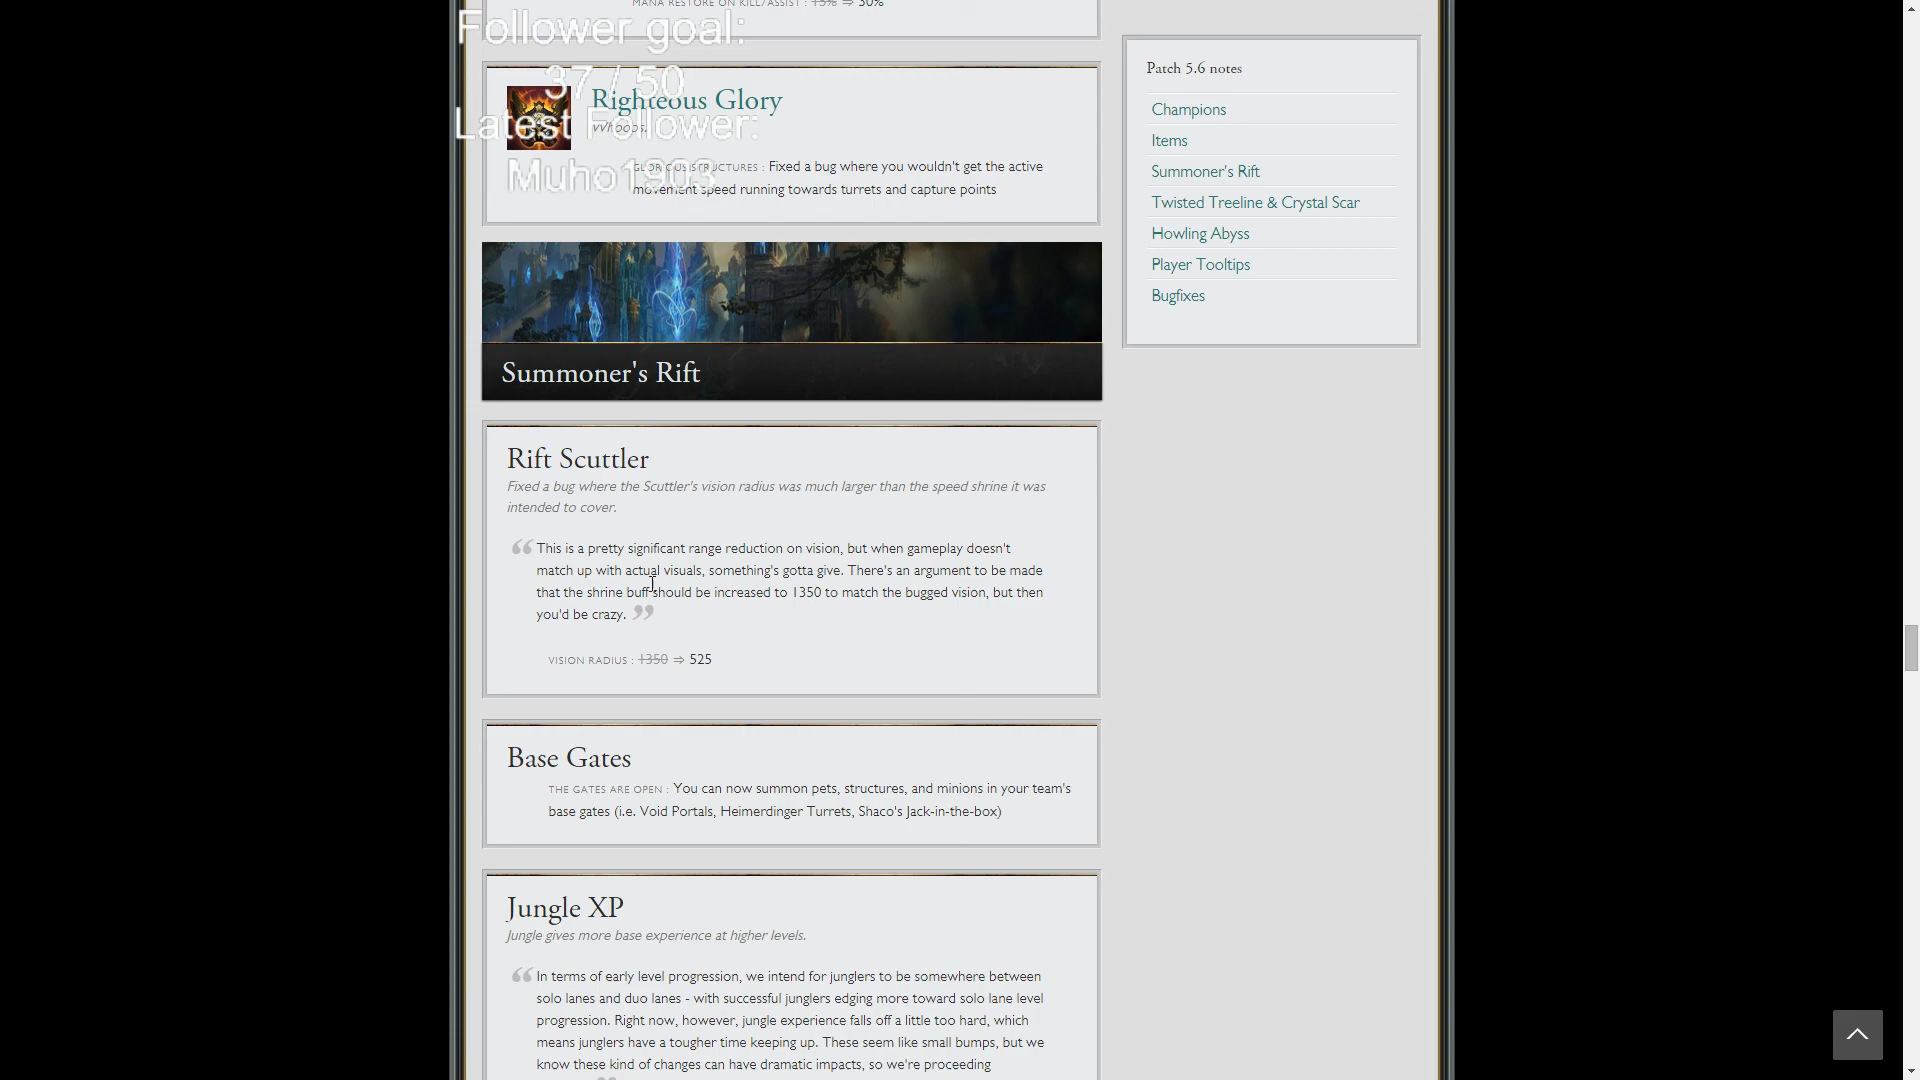 MANA RESTORE ON KILL/ASSIST : 15% ⇒ 30%
Follower goal:
37 / 50
Latest Follower:
Muho1903
Righteous Glory
Whoops.
GLORIOUS STRUCTURES : Fixed a bug where you wouldn't get the active
movement speed running towards turrets and capture points
Summoner's Rift
Rift Scuttler
Fixed a bug where the Scuttler's vision radius was much larger than the speed shrine it was
intended to cover.
“ This is a pretty significant range reduction on vision, but when gameplay doesn't
match up with actual visuals, something's gotta give. There's an argument to be made
that the shrine buff should be increased to 1350 to match the bugged vision, but then
you'd be crazy. ”
VISION RADIUS : 1350 ⇒ 525
Base Gates
THE GATES ARE OPEN : You can now summon pets, structures, and minions in your team's
base gates (i.e. Void Portals, Heimerdinger Turrets, Shaco's Jack-in-the-box)
Jungle XP
Jungle gives more base experience at higher levels.
“ In terms of early level progression, we intend for junglers to be somewhere between
solo lanes and duo lanes - with successful junglers edging more toward solo lane level
progression. Right now, however, jungle experience falls off a little too hard, which
means junglers have a tougher time keeping up. These seem like small bumps, but we
know these kind of changes can have dramatic impacts, so we're proceeding
Patch 5.6 notes
Champions
Items
Summoner's Rift
Twisted Treeline & Crystal Scar
Howling Abyss
Player Tooltips
Bugfixes